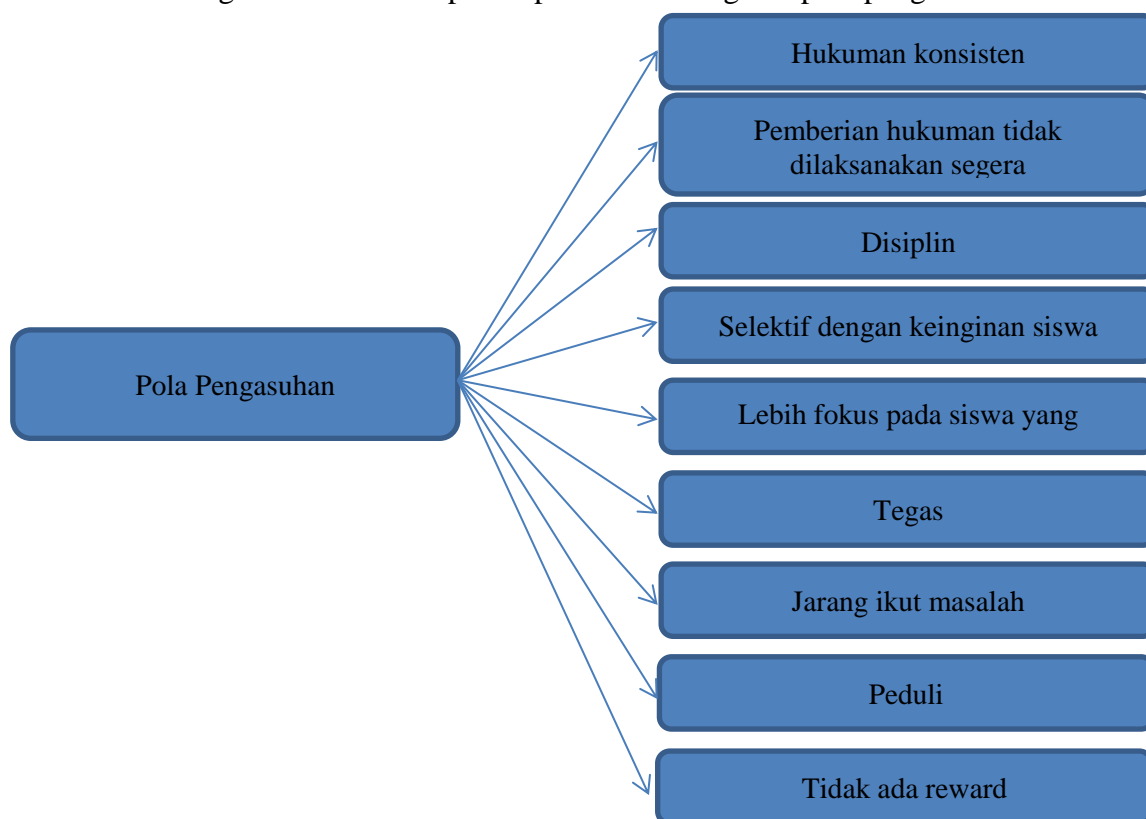 Hukuman konsisten
Pemberian hukuman tidak
dilaksanakan segera
Disiplin
Selektif dengan keinginan siswa
Pola Pengasuhan
Lebih fokus pada siswa yang
Tegas
Jarang ikut masalah
Peduli
Tidak ada reward